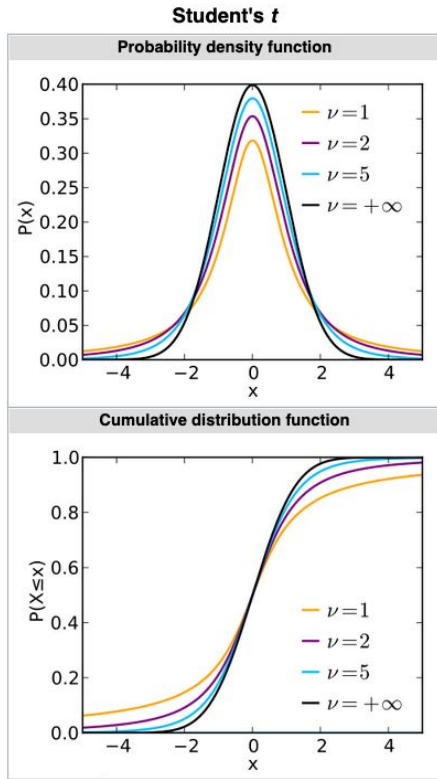 Student's t
Probability density function
0.40
0.35
0.30
0.25
0.20
0.15
0.10
0.05
0.00
P(x)
ν=1
ν=2
ν=5
ν=+∞
−4 −2 0 2 4
x
Cumulative distribution function
1.0
0.8
0.6
0.4
0.2
0.0
P(X≤x)
ν=1
ν=2
ν=5
ν=+∞
−4 −2 0 2 4
x